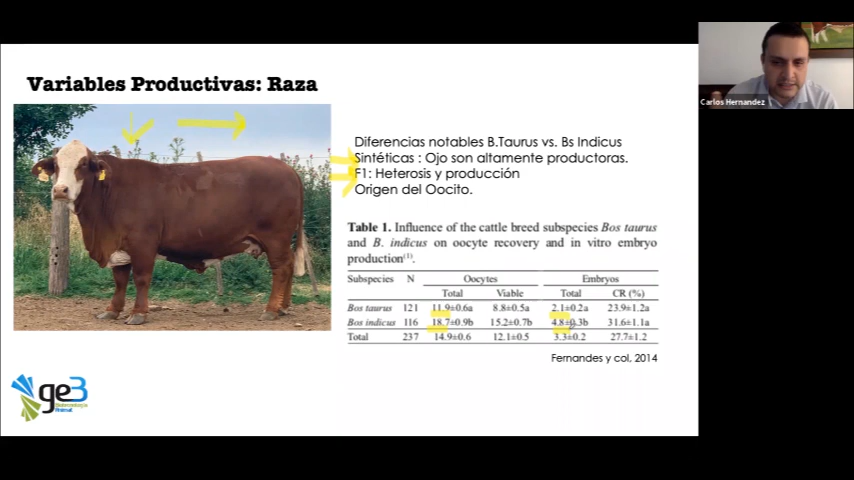 Variables Productivas: Raza
Carlos Hernandez
Diferencias notables B.Taurus vs. Bs Indicus
Sintéticas : Ojo son altamente productoras.
F1: Heterosis y producción
Origen del Oocito.
Table 1. Influence of the cattle breed subspecies Bos taurus
and B. indicus on oocyte recovery and in vitro embryo
production(1).
Subspecies N Oocytes Embryos
Total Viable Total CR (%)
Bos taurus 121 11.9±0.6a 8.8±0.5a 2.1±0.2a 23.9±1.2a
Bos indicus 116 18.7±0.9b 15.2±0.7b 4.8±0.3b 31.6±1.1a
Total 237 14.9±0.6 12.1±0.5 3.3±0.2 27.7±1.2
Fernandes y col, 2014
ge3